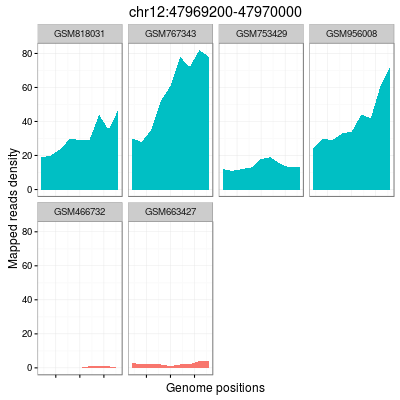 chr12:47969200-47970000
GSM818031 GSM767343 GSM753429 GSM956008
80
60
40
20
0
GSM466732 GSM663427
80
60
40
20
0
Mapped reads density
Genome positions